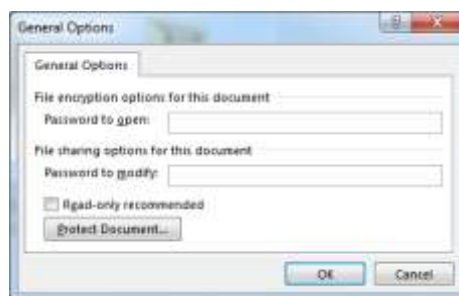 General Options
General Options
File encryption options for this document
Password to open:
File sharing options for this document
Password to modify:
Read-only recommended
Protect Document...
OK
Cancel